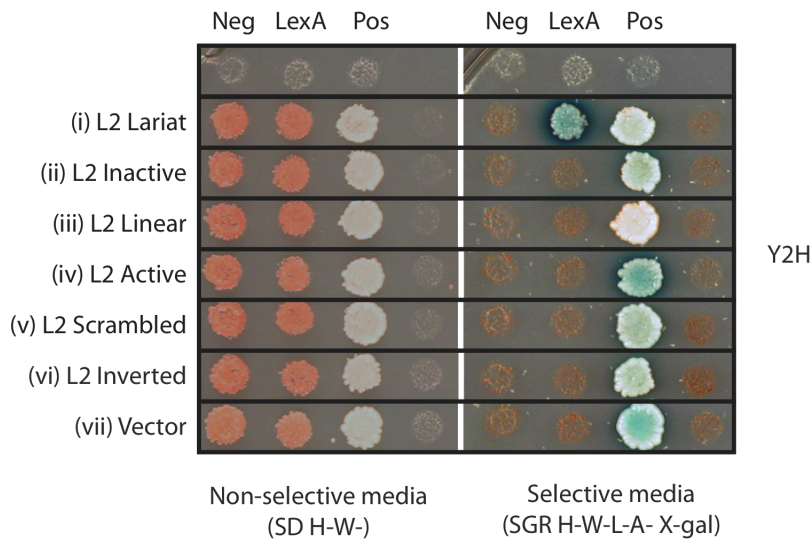 Neg LexA Pos Neg LexA Pos
(i) L2 Lariat
(ii) L2 Inactive
(iii) L2 Linear
Y2H
(iv) L2 Active
(v) L2 Scrambled
(vi) L2 Inverted
(vii) Vector
Non-selective media
(SD H-W-)
Selective media
(SGR H-W-L-A- X-gal)